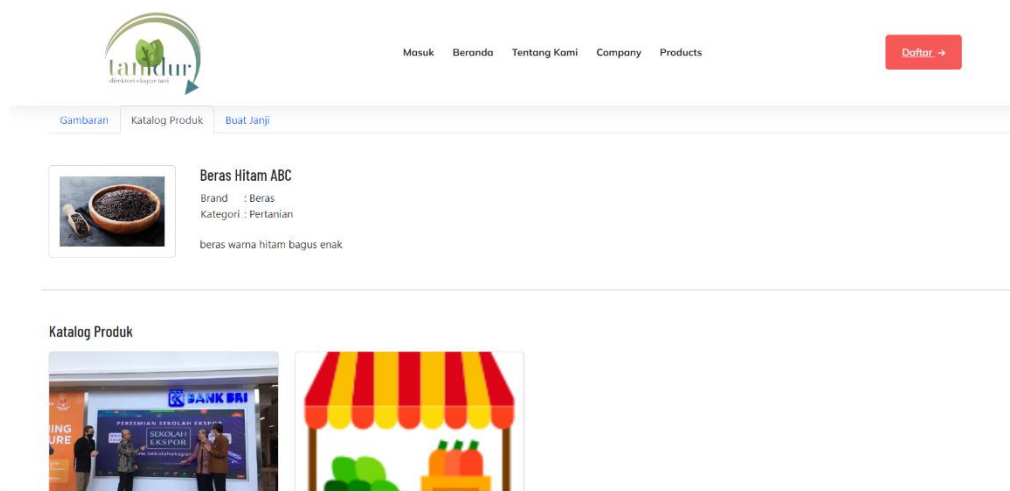 tandur
direktori ekspor tani
Masuk Beranda Tentang Kami Company Products
Daftar →
Gambaran Katalog Produk Buat Janji
Beras Hitam ABC
Brand : Beras
Kategori : Pertanian
beras warna hitam bagus enak
Katalog Produk
BANK BRI
PERESMIAN SEKOLAH EKSPOR
SEKOLAH
EKSPOR